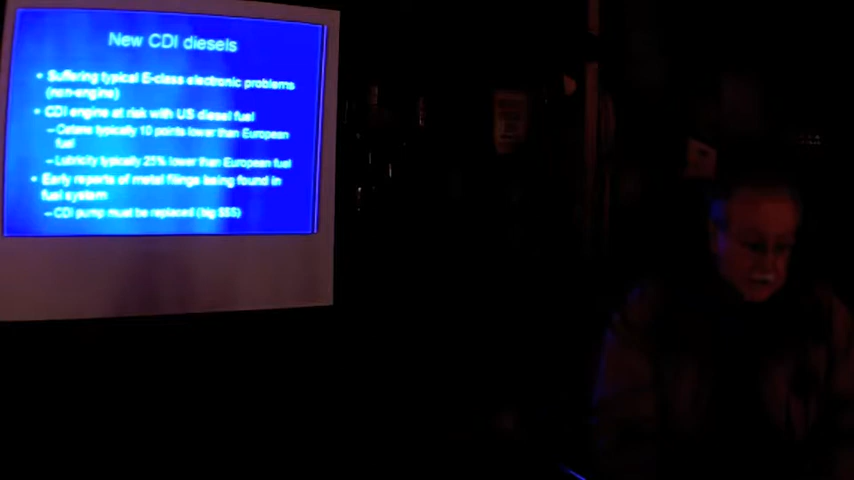 New CDI diesels
• Suffering typical E-class electronic problems
(non-engine)
• CDI engine at risk with US diesel fuel
– Cetane typically 10 points lower than European
fuel
– Lubricity typically 25% lower than European fuel
• Early reports of metal filings being found in
fuel system
– CDI pump must be replaced (big $$$)